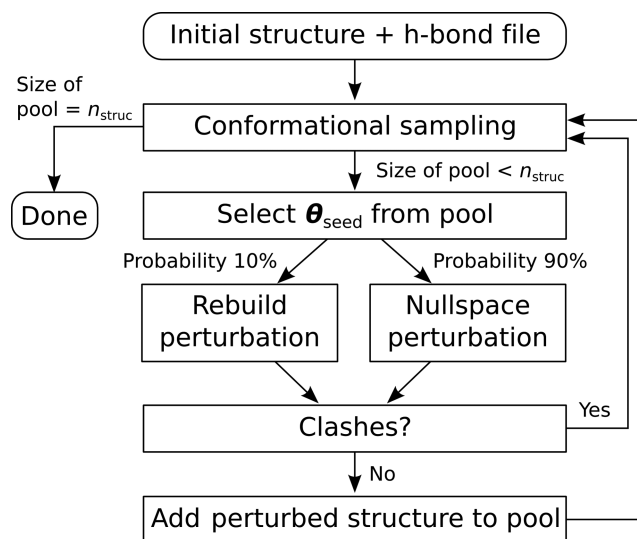 Initial structure + h-bond file
Size of
pool = n_struc
Conformational sampling
Size of pool < n_struc
Done
Select θ_seed from pool
Probability 10%
Probability 90%
Rebuild
perturbation
Nullspace
perturbation
Clashes?
Yes
No
Add perturbed structure to pool